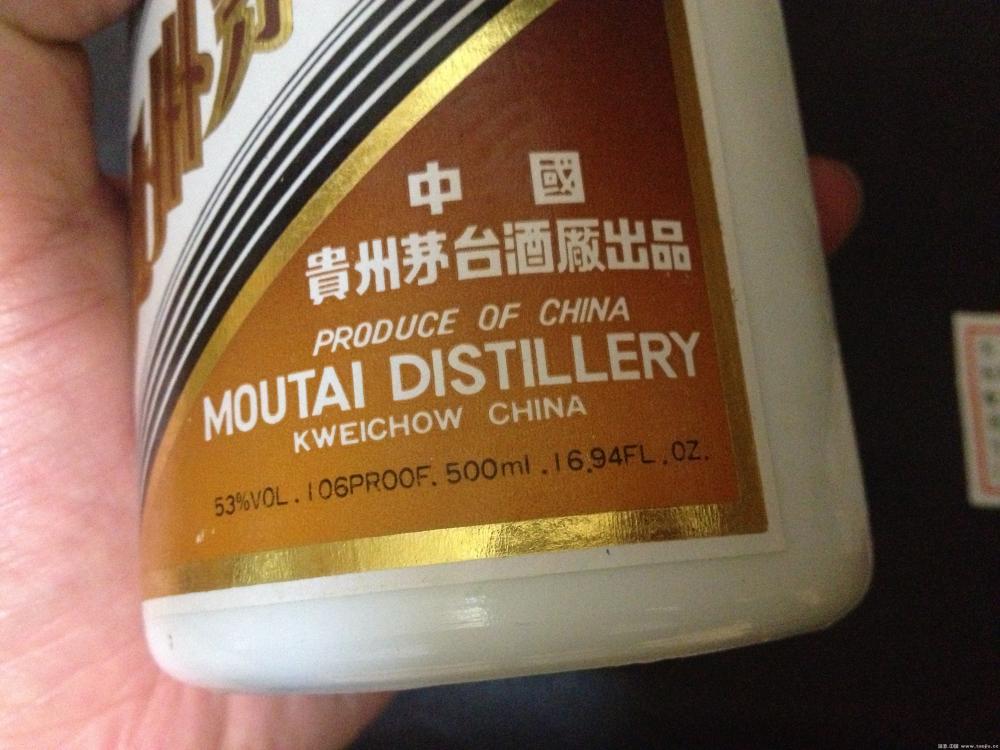 中 國
貴州茅台酒厰出品
PRODUCE OF CHINA
MOUTAI DISTILLERY
KWEICHOW CHINA
53%VOL.106PROOF.500ml.16.94FL.OZ.